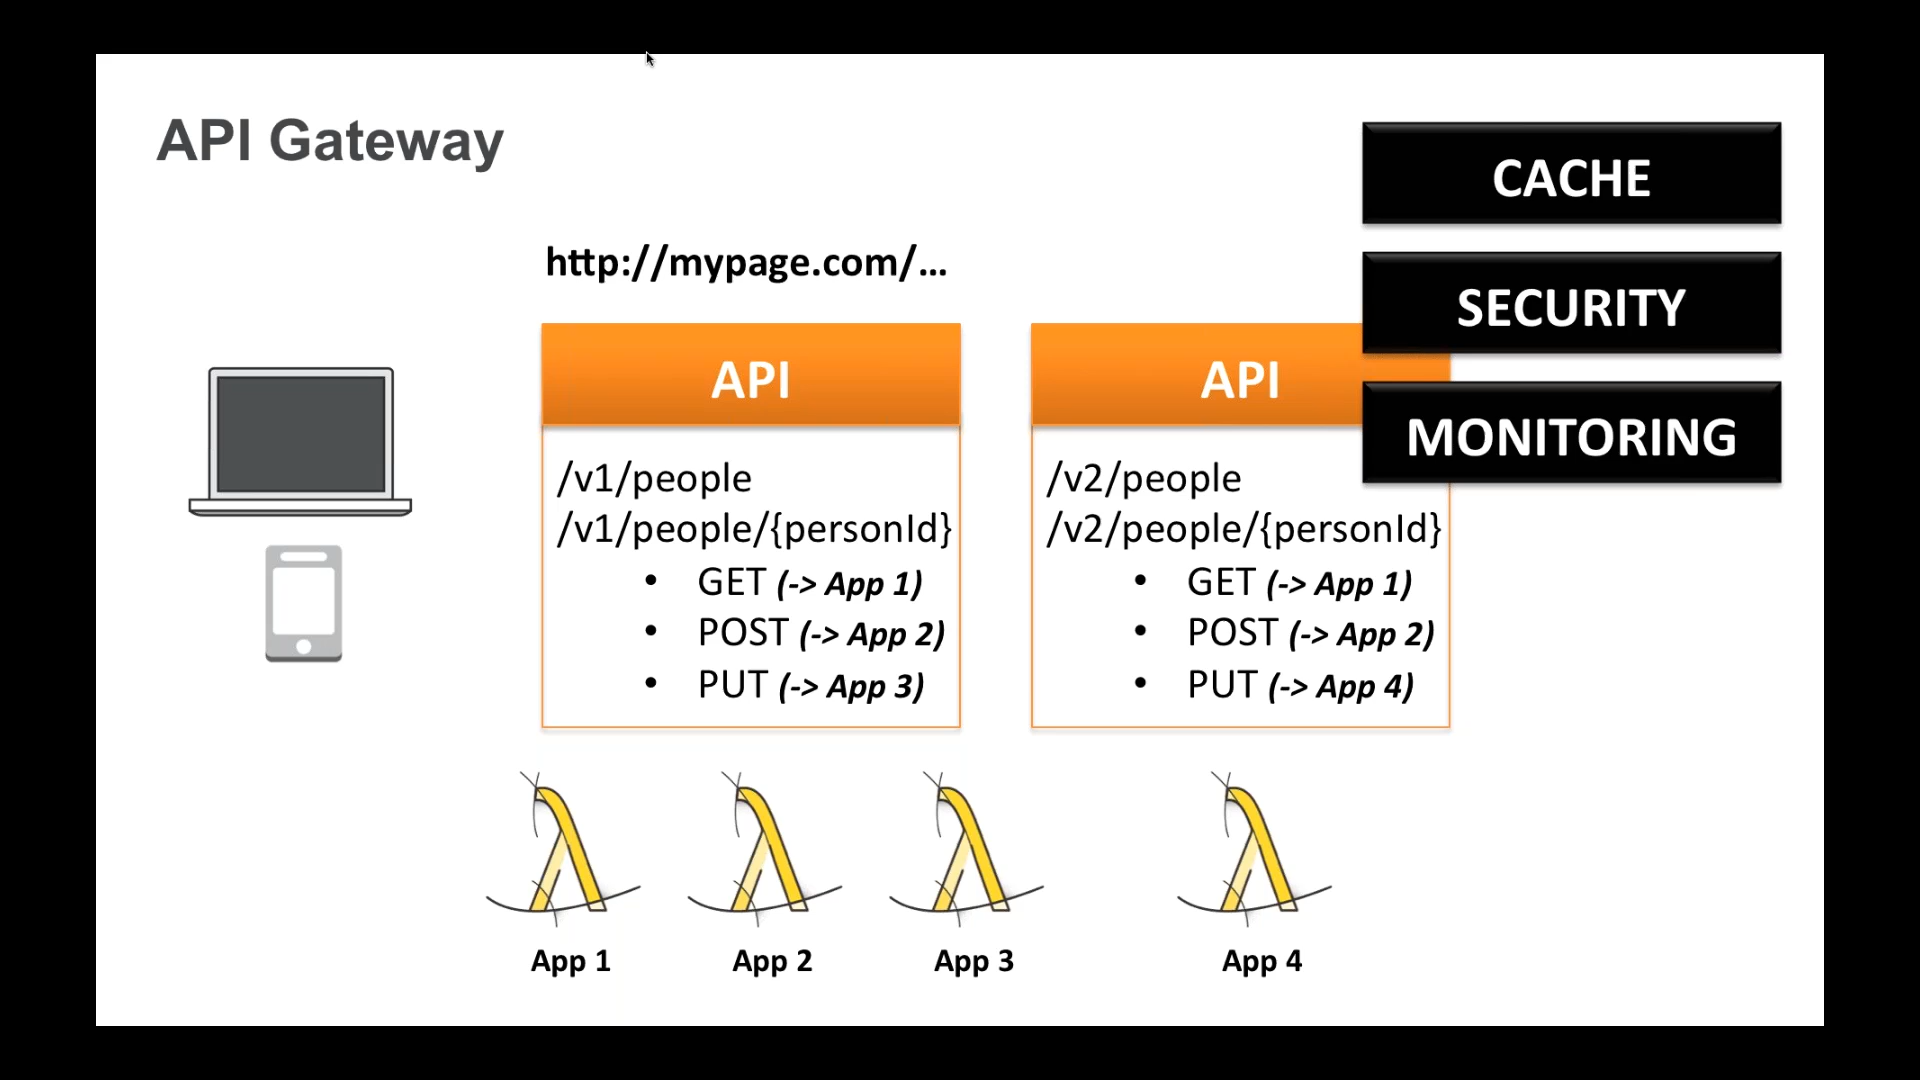 API Gateway
CACHE
SECURITY
MONITORING
http://mypage.com/...
API
/v1/people
/v1/people/{personId}
• GET (-> App 1)
• POST (-> App 2)
• PUT (-> App 3)
API
/v2/people
/v2/people/{personId}
• GET (-> App 1)
• POST (-> App 2)
• PUT (-> App 4)
App 1
App 2
App 3
App 4